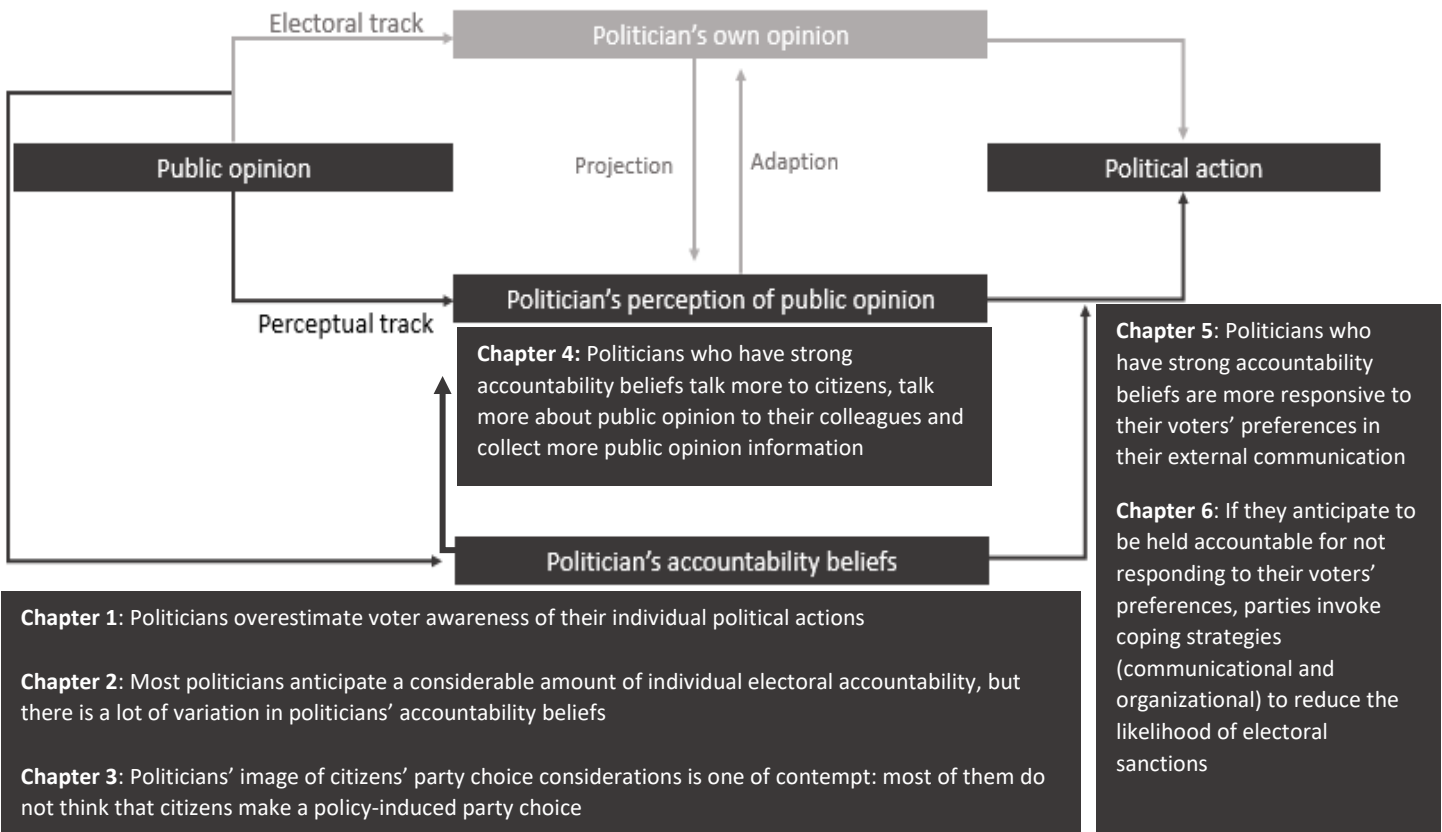 Electoral track
Politician's own opinion
Public opinion
Projection
Adaption
Political action
Politician's perception of public opinion
Perceptual track
Chapter 4: Politicians who have strong
accountability beliefs talk more to citizens, talk
more about public opinion to their colleagues and
collect more public opinion information
Politician's accountability beliefs
Chapter 5: Politicians who
have strong accountability
beliefs are more responsive to
their voters’ preferences in
their external communication
Chapter 6: If they anticipate to
be held accountable for not
responding to their voters’
preferences, parties invoke
coping strategies
(communicational and
organizational) to reduce the
likelihood of electoral
sanctions
Chapter 1: Politicians overestimate voter awareness of their individual political actions
Chapter 2: Most politicians anticipate a considerable amount of individual electoral accountability, but
there is a lot of variation in politicians’ accountability beliefs
Chapter 3: Politicians’ image of citizens’ party choice considerations is one of contempt: most of them do
not think that citizens make a policy-induced party choice